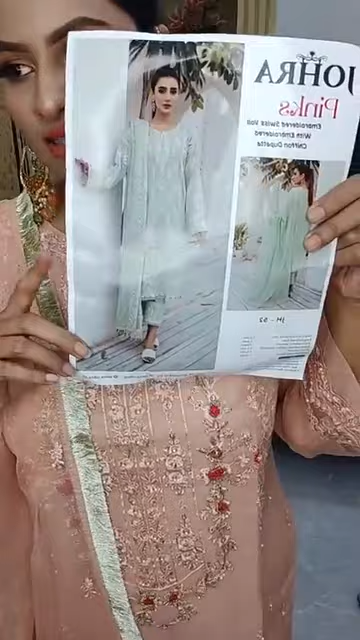 JOHRA
Pinks
Embroidered Swiss Voil
With Embroidered
Chiffon Dupatta
JH - 02